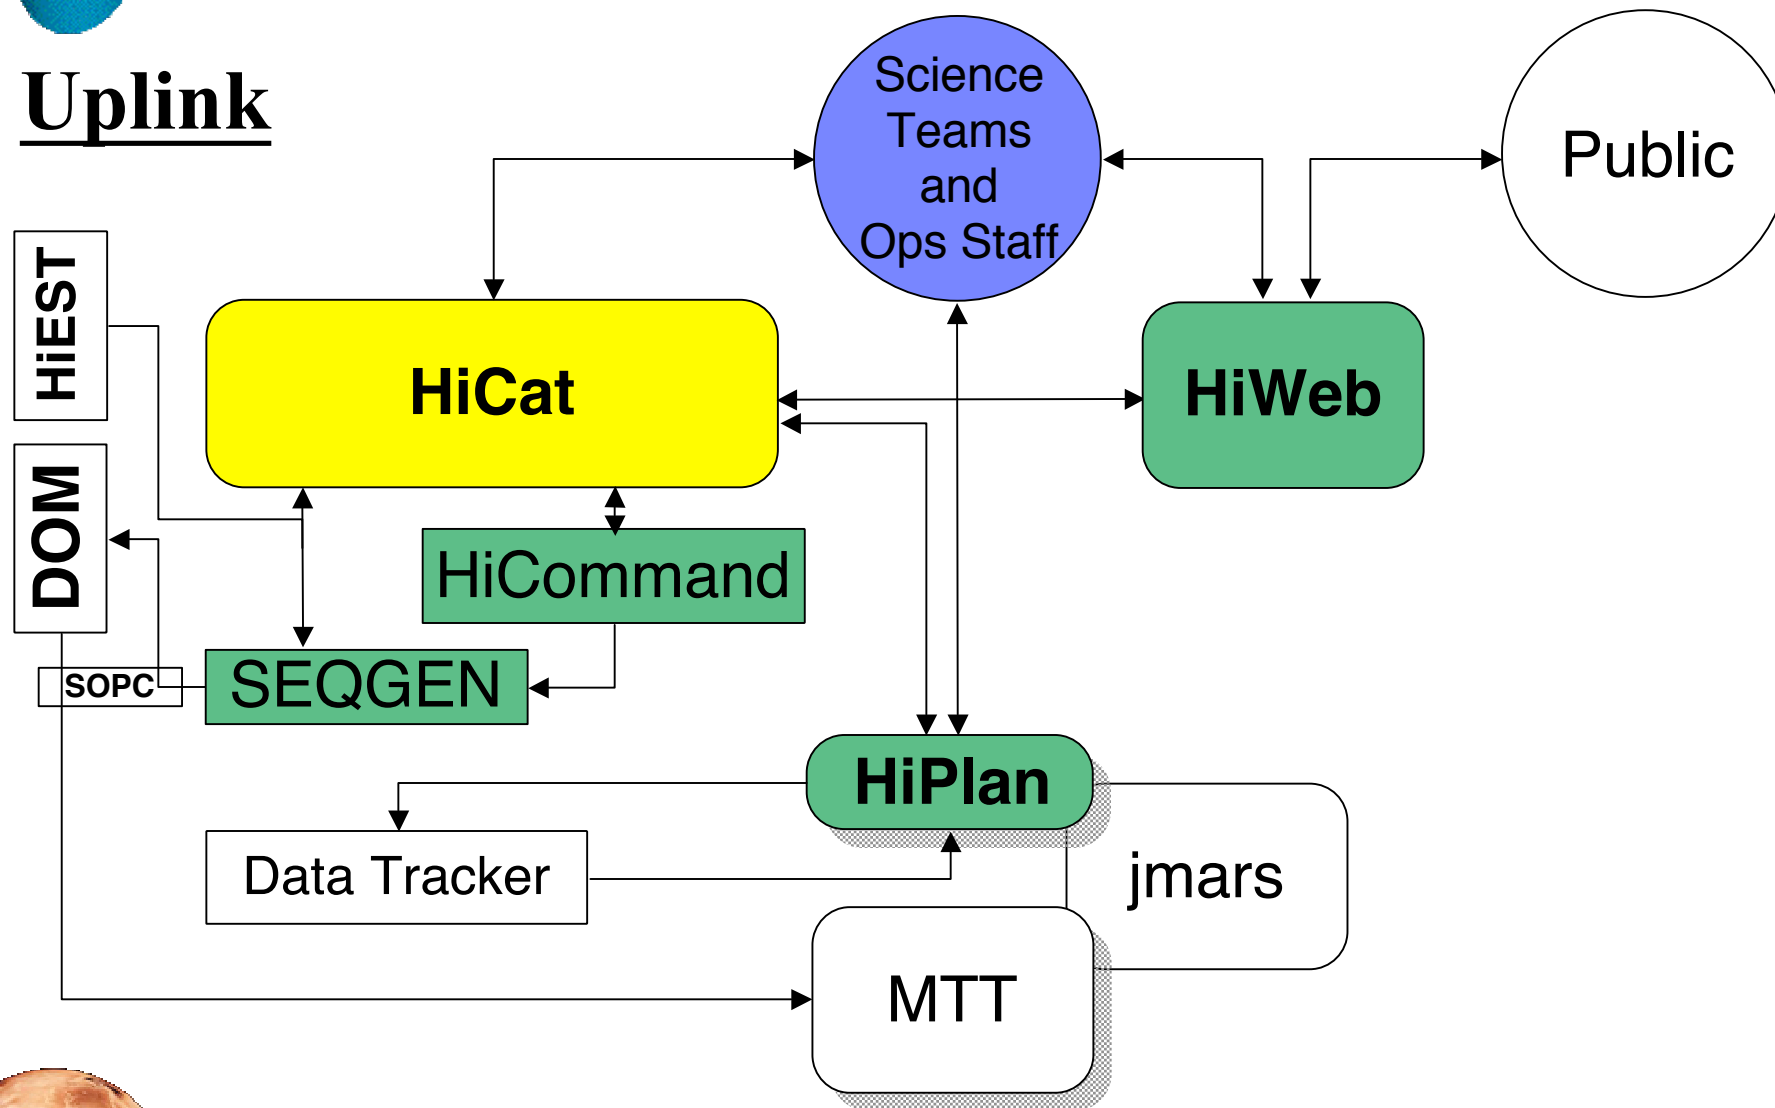 Uplink
Science
Teams
and
Ops Staff
Public
HiEST
HiCat
HiWeb
DOM
HiCommand
SOPC
SEQGEN
HiPlan
Data Tracker
jmars
MTT